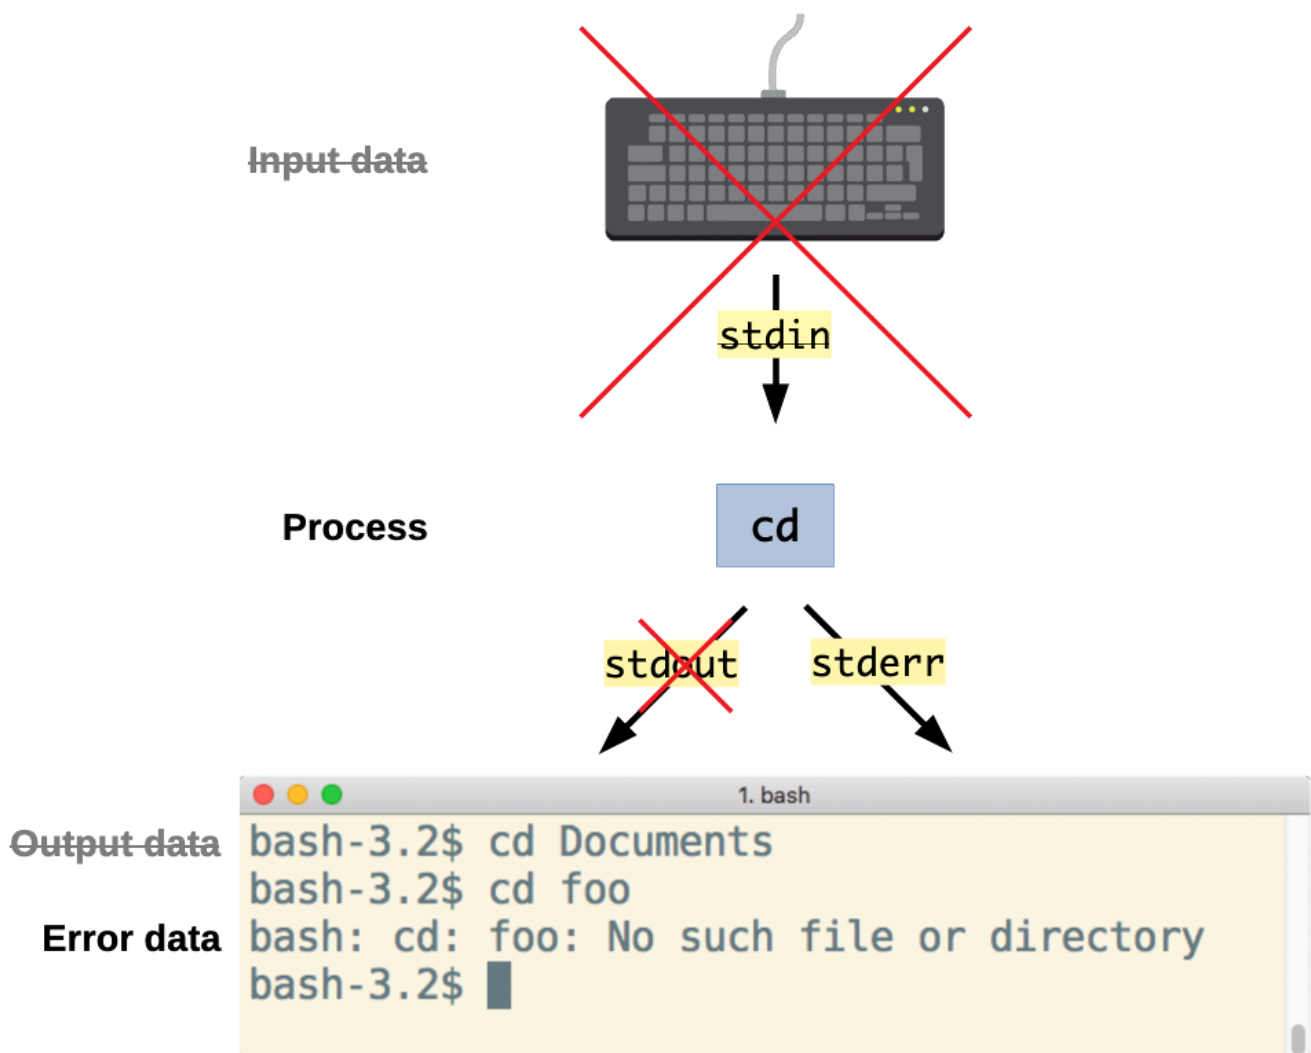 Input data
stdin
Process
cd
stdout
stderr
1. bash
Output data
bash-3.2$ cd Documents
bash-3.2$ cd foo
Error data
bash: cd: foo: No such file or directory
bash-3.2$